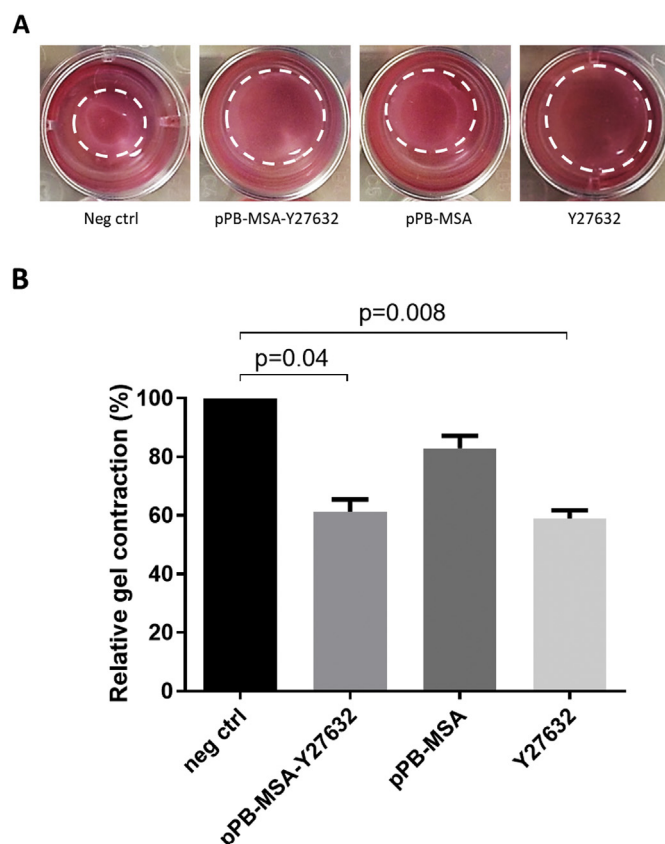 A
Neg ctrl pPB-MSA-Y27632 pPB-MSA Y27632
B
p=0.008
p=0.04
Relative gel contraction (%)
100
80
60
40
20
0
neg ctrl pPB-MSA-Y27632 pPB-MSA Y27632